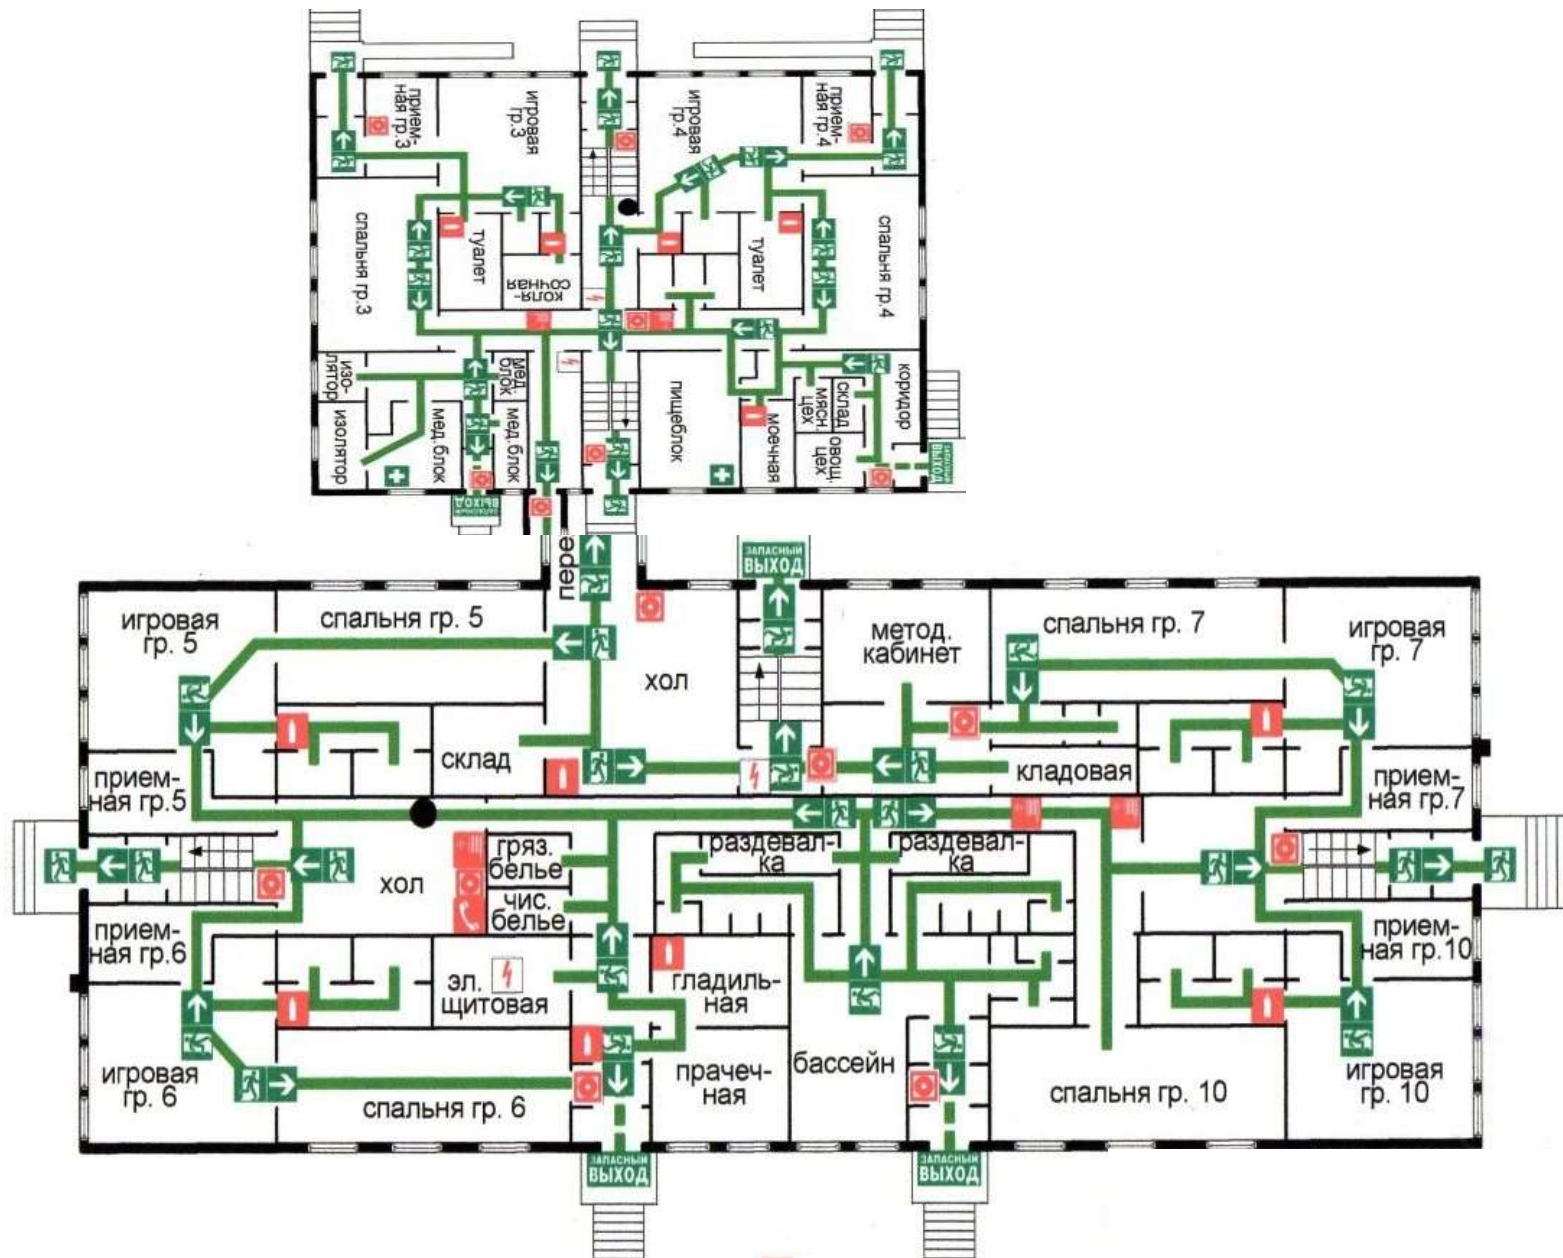 прием-
ная гр.3
игровая
гр.3
игровая
гр.4
прием-
ная гр.4
спальня гр.3
туалет
коля-
сочная
туалет
спальня гр.4
изо-
лятор
мед.
блок
изолятор
мед.блок
мед.блок
пищеблок
моечная
мясн.
цех
склад
овощ.
цех
коридор
ЗАПАСНЫЙ
ВЫХОД
ЗАПАСНЫЙ
ВЫХОД
пере
ЗАПАСНЫЙ
ВЫХОД
игровая
гр. 5
спальня гр. 5
хол
метод.
кабинет
спальня гр. 7
игровая
гр. 7
склад
кладовая
прием-
ная гр.5
прием-
ная гр.7
хол
гряз.
белье
чис.
белье
раздевал-
ка
раздевал-
ка
прием-
ная гр.6
прием-
ная гр.10
эл.
щитовая
гладиль-
ная
игровая
гр. 6
спальня гр. 6
прачеч-
ная
бассейн
спальня гр. 10
игровая
гр. 10
ЗАПАСНЫЙ
ВЫХОД
ЗАПАСНЫЙ
ВЫХОД